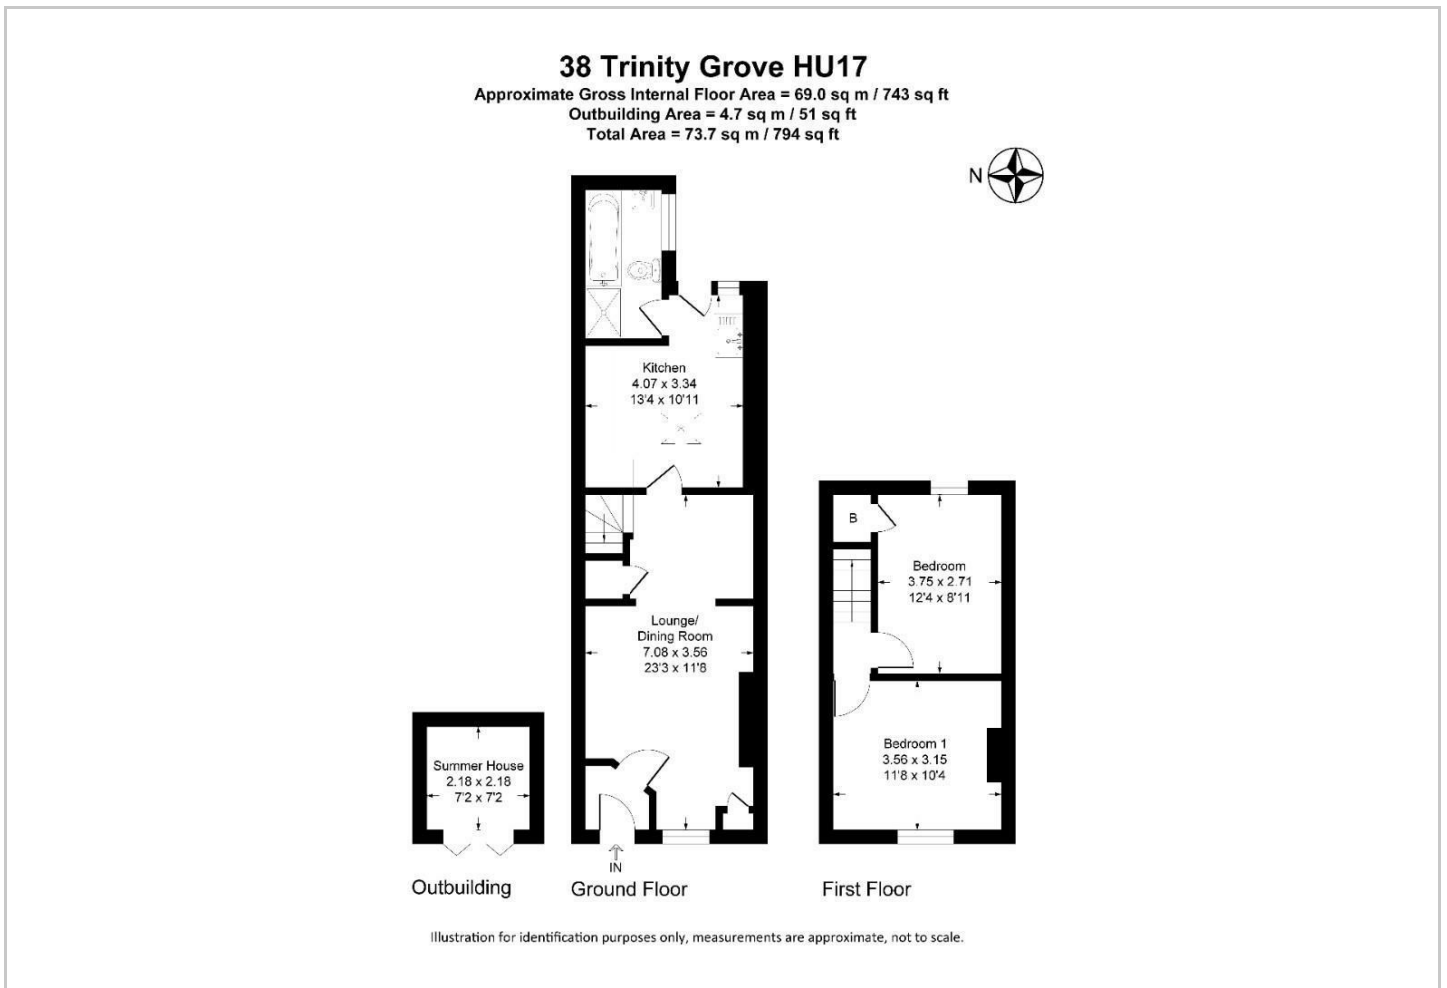 38 Trinity Grove HU17
Approximate Gross Internal Floor Area = 69.0 sq m / 743 sq ft
Outbuilding Area = 4.7 sq m / 51 sq ft
Total Area = 73.7 sq m / 794 sq ft
N
Kitchen
4.07 x 3.34
13'4 x 10'11
B
Bedroom
3.75 x 2.71
12'4 x 8'11
Lounge/
Dining Room
7.08 x 3.56
23'3 x 11'8
Bedroom 1
3.56 x 3.15
11'8 x 10'4
Summer House
2.18 x 2.18
7'2 x 7'2
IN
Outbuilding
Ground Floor
First Floor
Illustration for identification purposes only, measurements are approximate, not to scale.